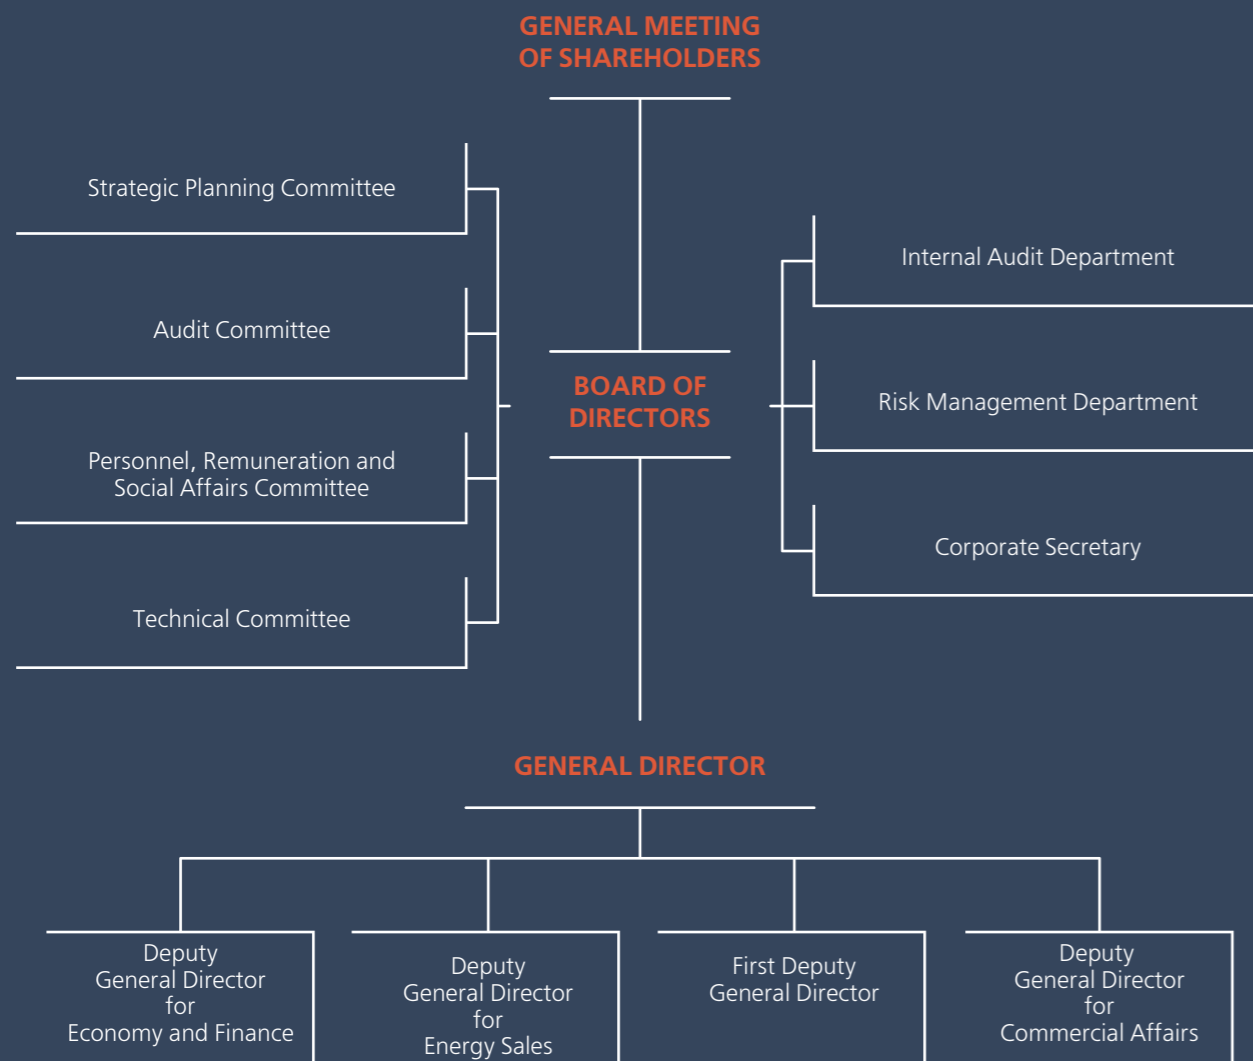 GENERAL MEETING
OF SHAREHOLDERS
Strategic Planning Committee
Audit Committee
Personnel, Remuneration and
Social Affairs Committee
Technical Committee
BOARD OF
DIRECTORS
Internal Audit Department
Risk Management Department
Corporate Secretary
GENERAL DIRECTOR
Deputy
General Director
for
Economy and Finance
Deputy
General Director
for
Energy Sales
First Deputy
General Director
Deputy
General Director
for
Commercial Affairs